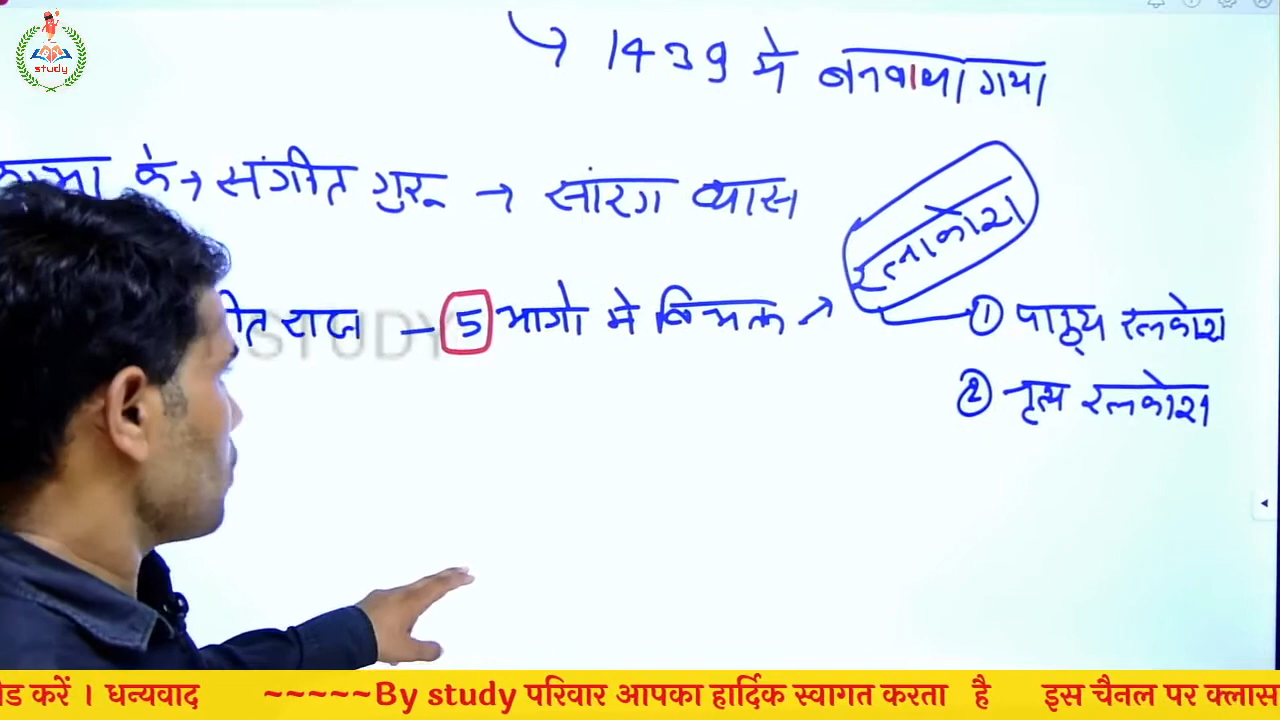 study
→ 1439 में बनवाया गया
के → संगीत गुरू → सांरग व्यास
रत्नाकोश
राज - 5 भागो में विभक्त →
① पाठ्य रत्नकोश
STUDY
② नृत्य रत्नकोश
ड करें । धन्यवाद ~~~~~By study परिवार आपका हार्दिक स्वागत करता है इस चैनल पर क्लास